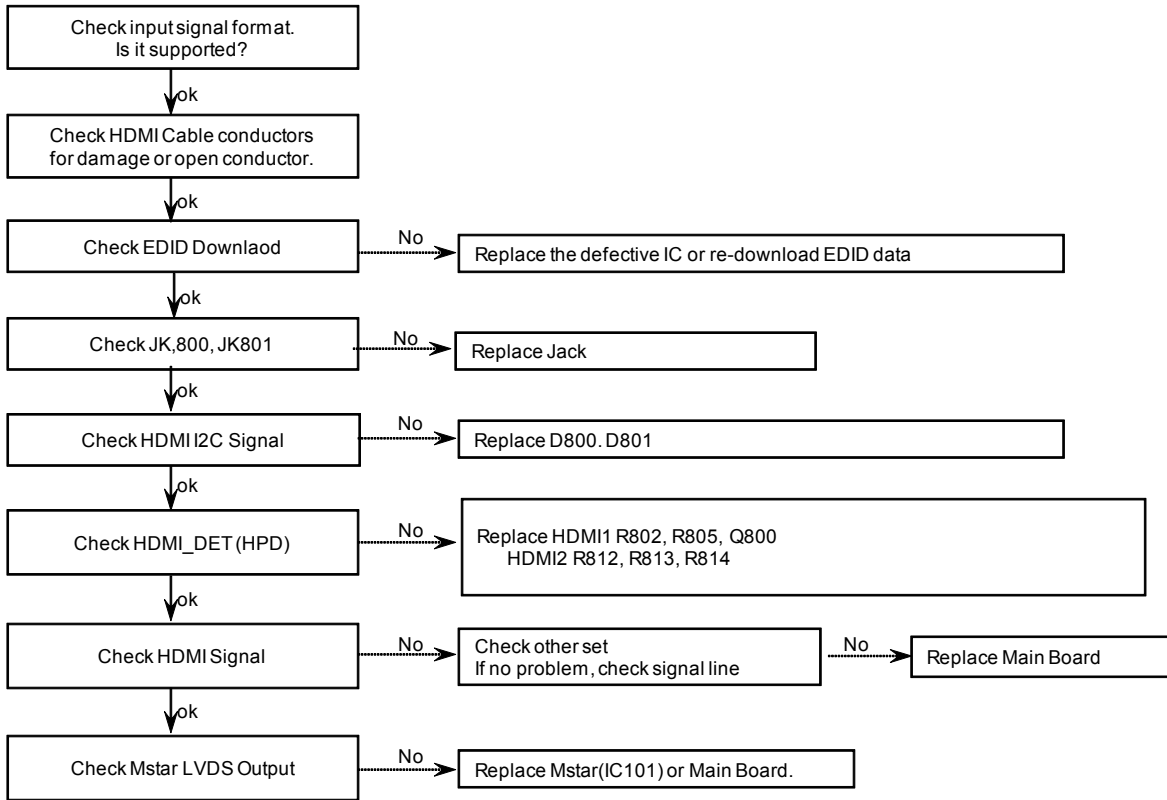 Check input signal format.
Is it supported?
ok
Check HDMI Cable conductors
for damage or open conductor.
ok
Check EDID Downlaod
No
Replace the defective IC or re-download EDID data
ok
Check JK,800, JK801
No
Replace Jack
ok
Check HDMI I2C Signal
No
Replace D800. D801
ok
Check HDMI_DET (HPD)
No
Replace HDMI1 R802, R805, Q800
HDMI2 R812, R813, R814
ok
Check HDMI Signal
No
Check other set
If no problem, check signal line
No
Replace Main Board
ok
Check Mstar LVDS Output
No
Replace Mstar(IC101) or Main Board.